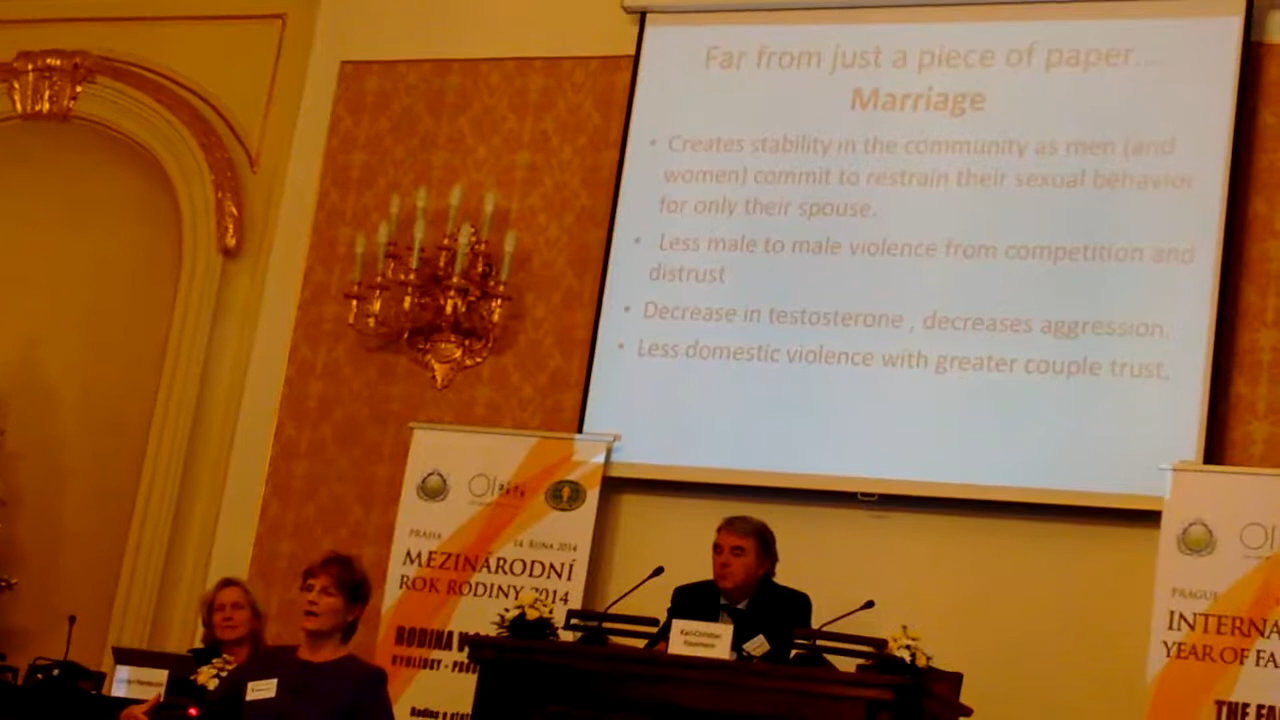 Far from just a piece of paper....
Marriage
• Creates stability in the community as men (and
women) commit to restrain their sexual behavior
for only their spouse.
• Less male to male violence from competition and
distrust
• Decrease in testosterone , decreases aggression.
• Less domestic violence with greater couple trust.
PRAHA
14. ŘÍJNA 2014
MEZINÁRODNÍ
ROK RODINY 2014
RODINA
PRAGUE
INTERNA
YEAR OF FA
THE FA